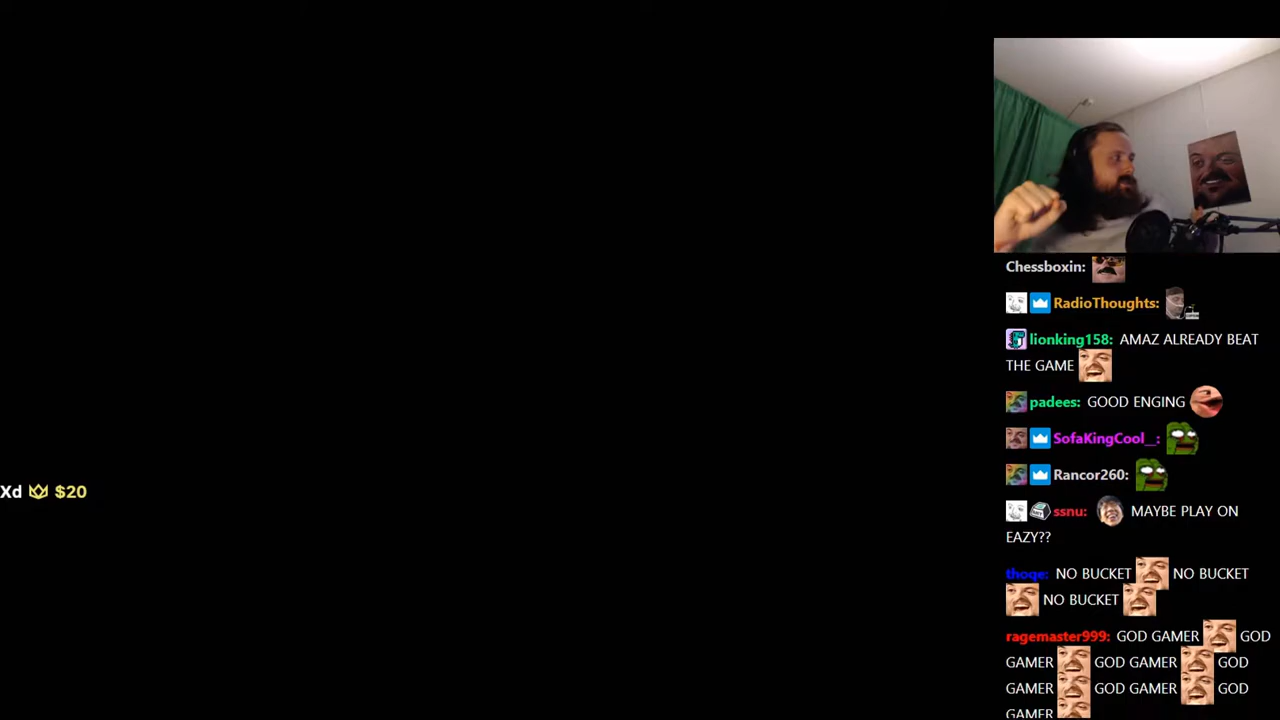 Chessboxin:
RadioThoughts:
lionking158: AMAZ ALREADY BEAT
THE GAME
padees: GOOD ENGING
SofaKingCool__:
Rancor260:
ssnu: MAYBE PLAY ON
EAZY??
thoqe: NO BUCKET NO BUCKET
NO BUCKET
ragemaster999: GOD GAMER GOD
GAMER GOD GAMER GOD
GAMER GOD GAMER GOD
GAMER
Xd $20